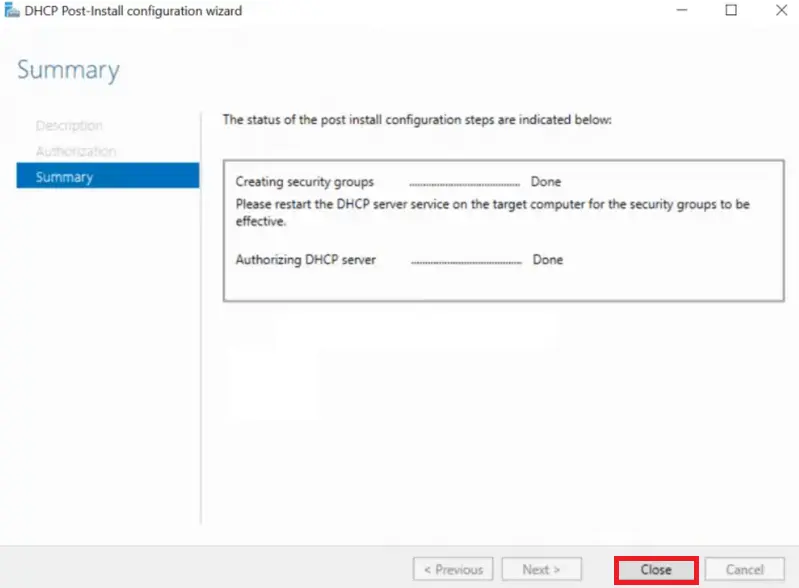 DHCP Post-Install configuration wizard
Summary
Description
Authorization
Summary
The status of the post install configuration steps are indicated below:
Creating security groups ........................................ Done
Please restart the DHCP server service on the target computer for the security groups to be
effective.
Authorizing DHCP server ........................................ Done
< Previous
Next >
Close
Cancel